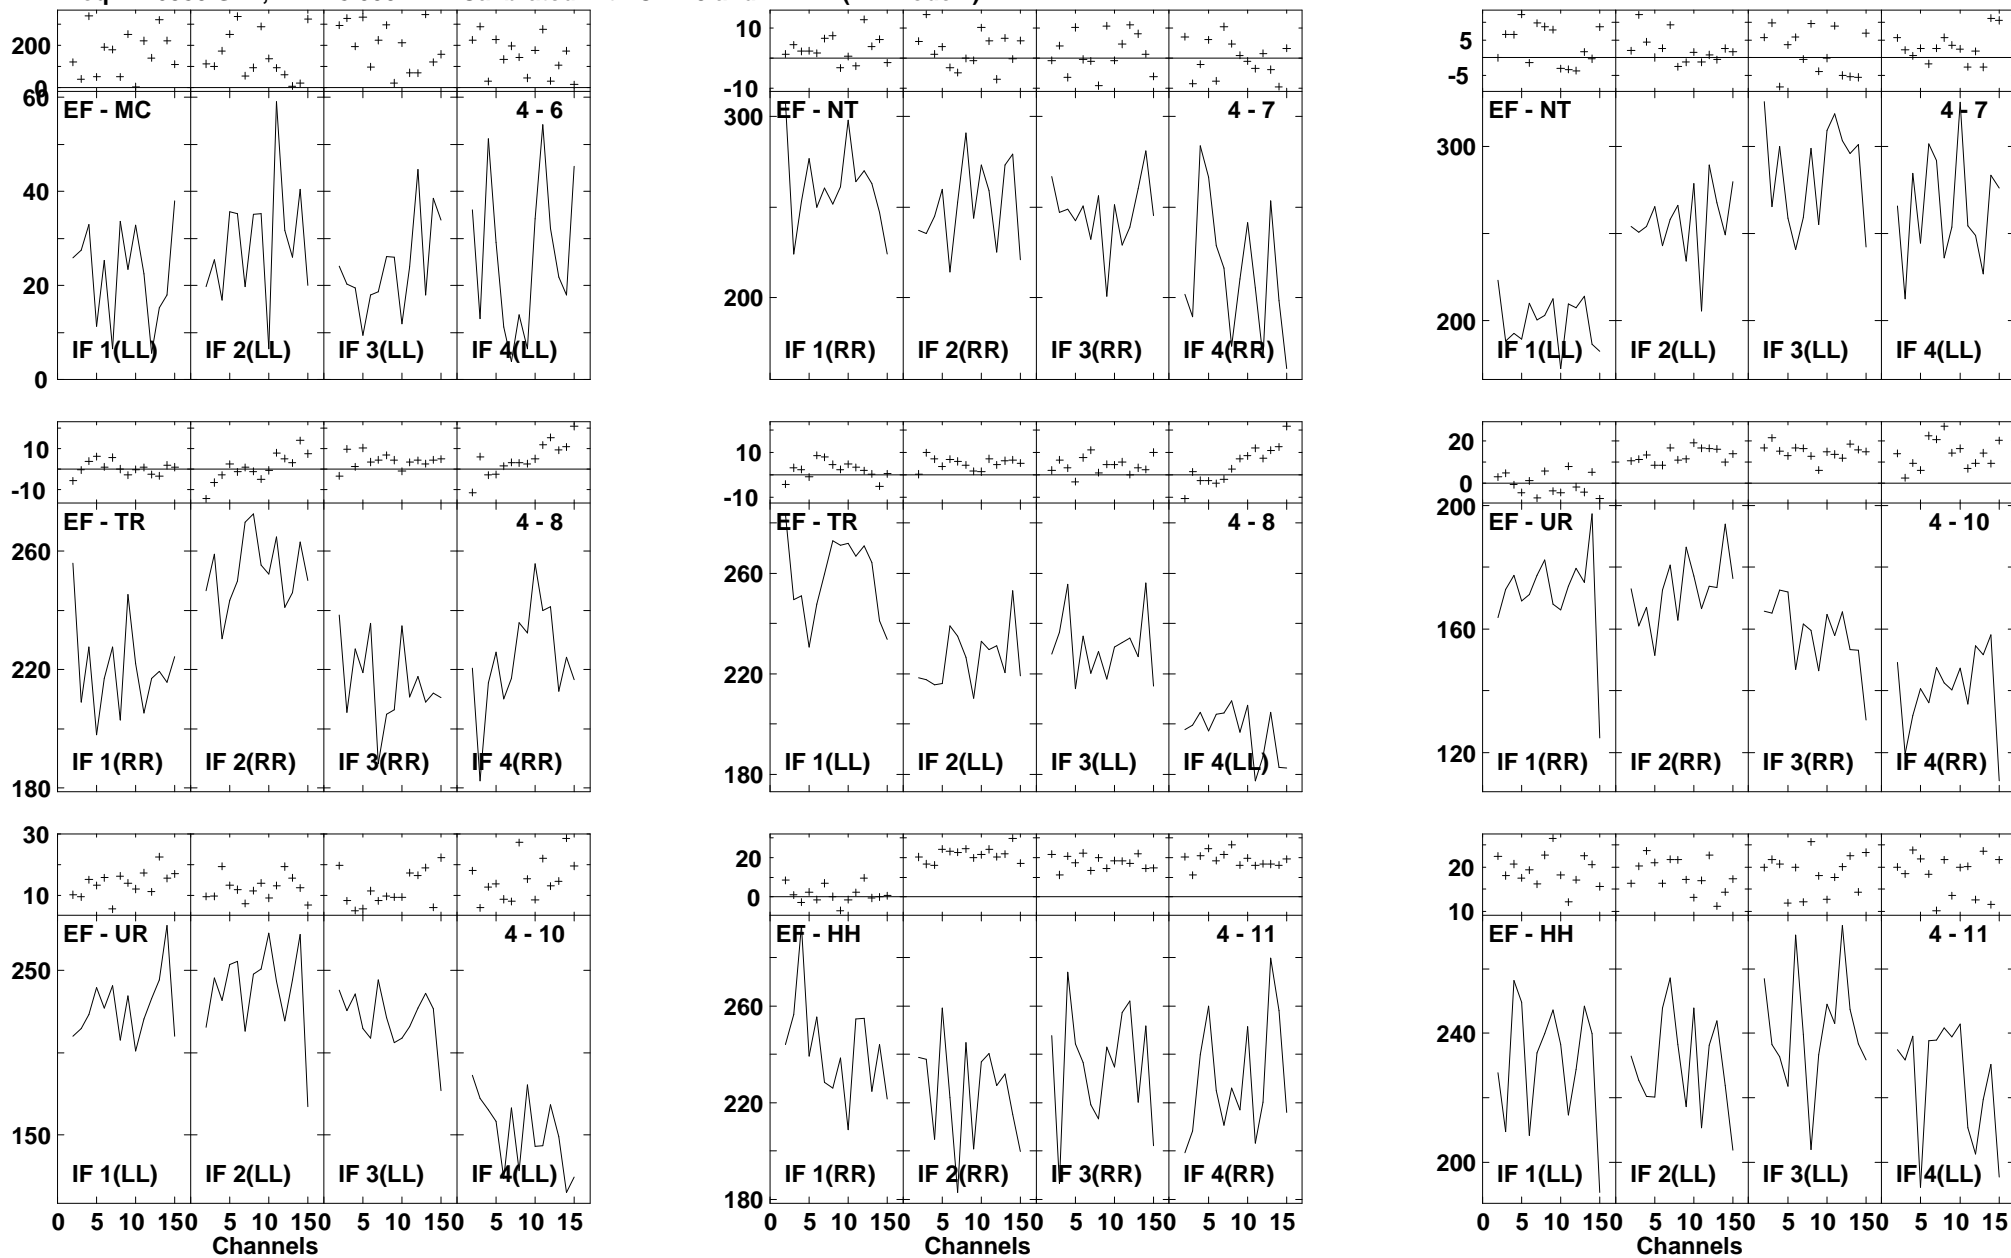 200
0
60
EF - MC
4 - 6
40
20
0
IF 1(LL)
IF 2(LL)
IF 3(LL)
IF 4(LL)
10
-10
300
EF - NT
4 - 7
200
IF 1(RR)
IF 2(RR)
IF 3(RR)
IF 4(RR)
5
-5
EF - NT
4 - 7
300
200
IF 1(LL)
IF 2(LL)
IF 3(LL)
IF 4(LL)
10
-10
EF - TR
4 - 8
260
220
180
IF 1(RR)
IF 2(RR)
IF 3(RR)
IF 4(RR)
10
-10
EF - TR
4 - 8
260
220
180
IF 1(LL)
IF 2(LL)
IF 3(LL)
IF 4(LL)
20
0
200
EF - UR
4 - 10
160
120
IF 1(RR)
IF 2(RR)
IF 3(RR)
IF 4(RR)
30
10
EF - UR
4 - 10
250
150
IF 1(LL)
IF 2(LL)
IF 3(LL)
IF 4(LL)
0 5 10 150 5 10 150 5 10 150 5 10 15
Channels
20
0
EF - HH
4 - 11
260
220
180
IF 1(RR)
IF 2(RR)
IF 3(RR)
IF 4(RR)
0 5 10 150 5 10 150 5 10 150 5 10 15
Channels
20
10
EF - HH
4 - 11
240
200
IF 1(LL)
IF 2(LL)
IF 3(LL)
IF 4(LL)
0 5 10 150 5 10 150 5 10 150 5 10 15
Channels